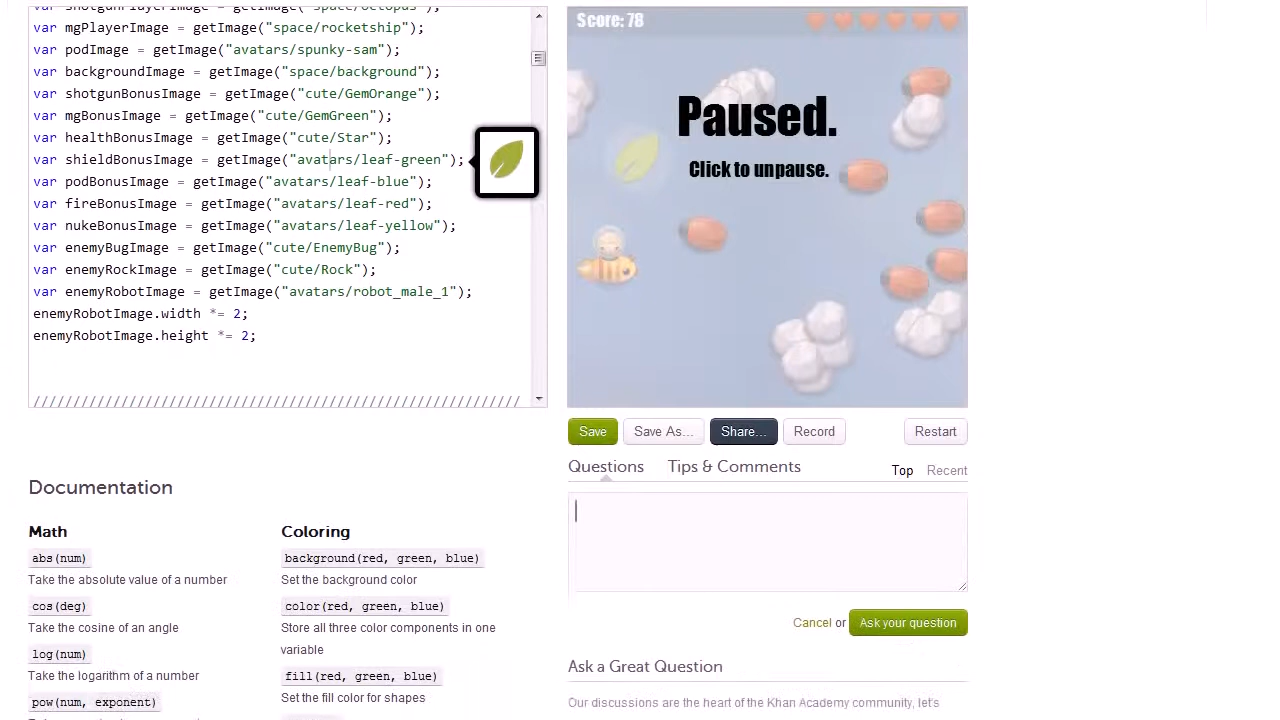 var shotgunPlayerImage = getImage("space/octopus");
var mgPlayerImage = getImage("space/rocketship");
var podImage = getImage("avatars/spunky-sam");
var backgroundImage = getImage("space/background");
var shotgunBonusImage = getImage("cute/GemOrange");
var mgBonusImage = getImage("cute/GemGreen");
var healthBonusImage = getImage("cute/Star");
var shieldBonusImage = getImage("avatars/leaf-green");
var podBonusImage = getImage("avatars/leaf-blue");
var fireBonusImage = getImage("avatars/leaf-red");
var nukeBonusImage = getImage("avatars/leaf-yellow");
var enemyBugImage = getImage("cute/EnemyBug");
var enemyRockImage = getImage("cute/Rock");
var enemyRobotImage = getImage("avatars/robot_male_1");
enemyRobotImage.width *= 2;
enemyRobotImage.height *= 2;
/////////////////////////////////////////////////////////////
Score: 78
Paused.
Click to unpause.
Save
Save As...
Share...
Record
Restart
Questions
Tips & Comments
Top
Recent
Cancel or
Ask your question
Ask a Great Question
Our discussions are the heart of the Khan Academy community, let's
Documentation
Math
abs(num)
Take the absolute value of a number
cos(deg)
Take the cosine of an angle
log(num)
Take the logarithm of a number
pow(num, exponent)
Coloring
background(red, green, blue)
Set the background color
color(red, green, blue)
Store all three color components in one
variable
fill(red, green, blue)
Set the fill color for shapes